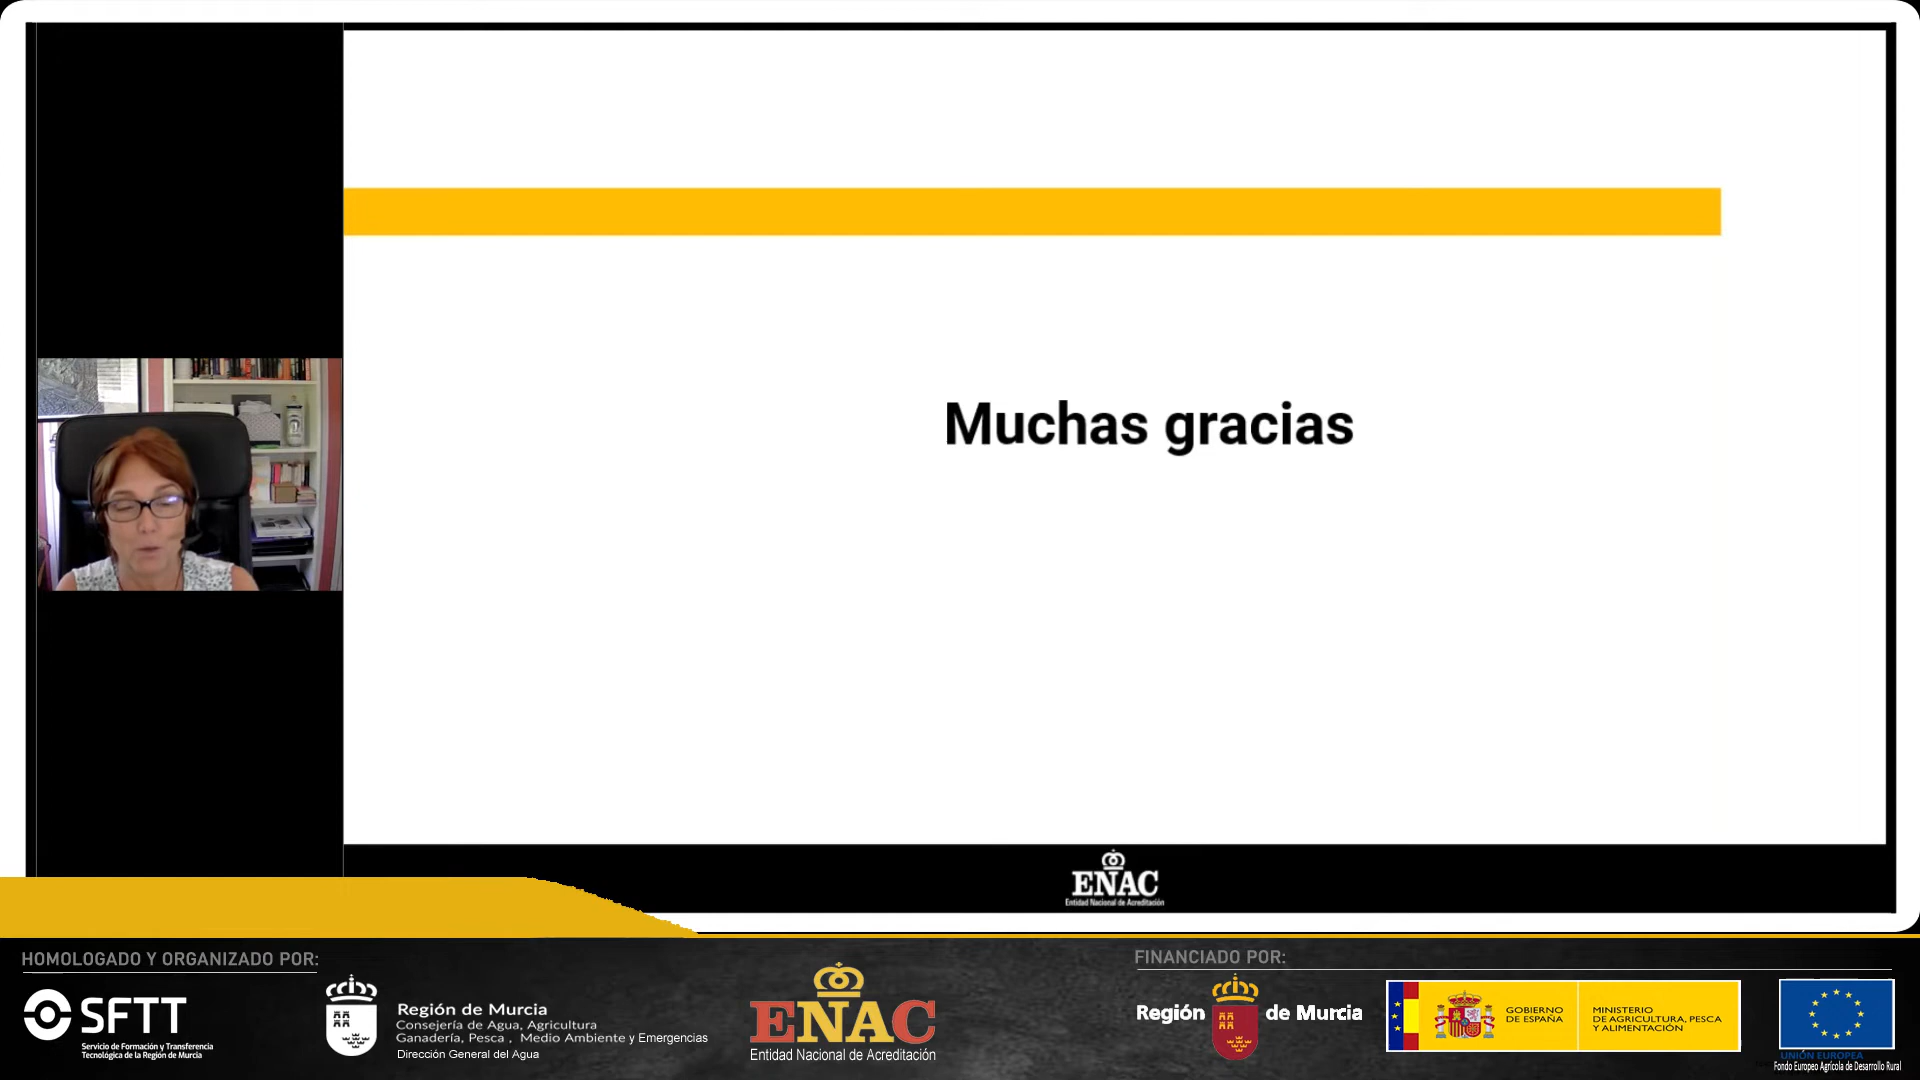 Muchas gracias
ENAC
Entidad Nacional de Acreditación
HOMOLOGADO Y ORGANIZADO POR:
SFTT
Servicio de Formación y Transferencia
Tecnológica de la Región de Murcia
Región de Murcia
Consejería de Agua, Agricultura
Ganadería, Pesca , Medio Ambiente y Emergencias
Dirección General del Agua
ENAC
Entidad Nacional de Acreditación
FINANCIADO POR:
Región de Murcia
GOBIERNO
DE ESPAÑA
MINISTERIO
DE AGRICULTURA, PESCA
Y ALIMENTACIÓN
UNIÓN EUROPEA
Fondo Europeo Agrícola de Desarrollo Rural